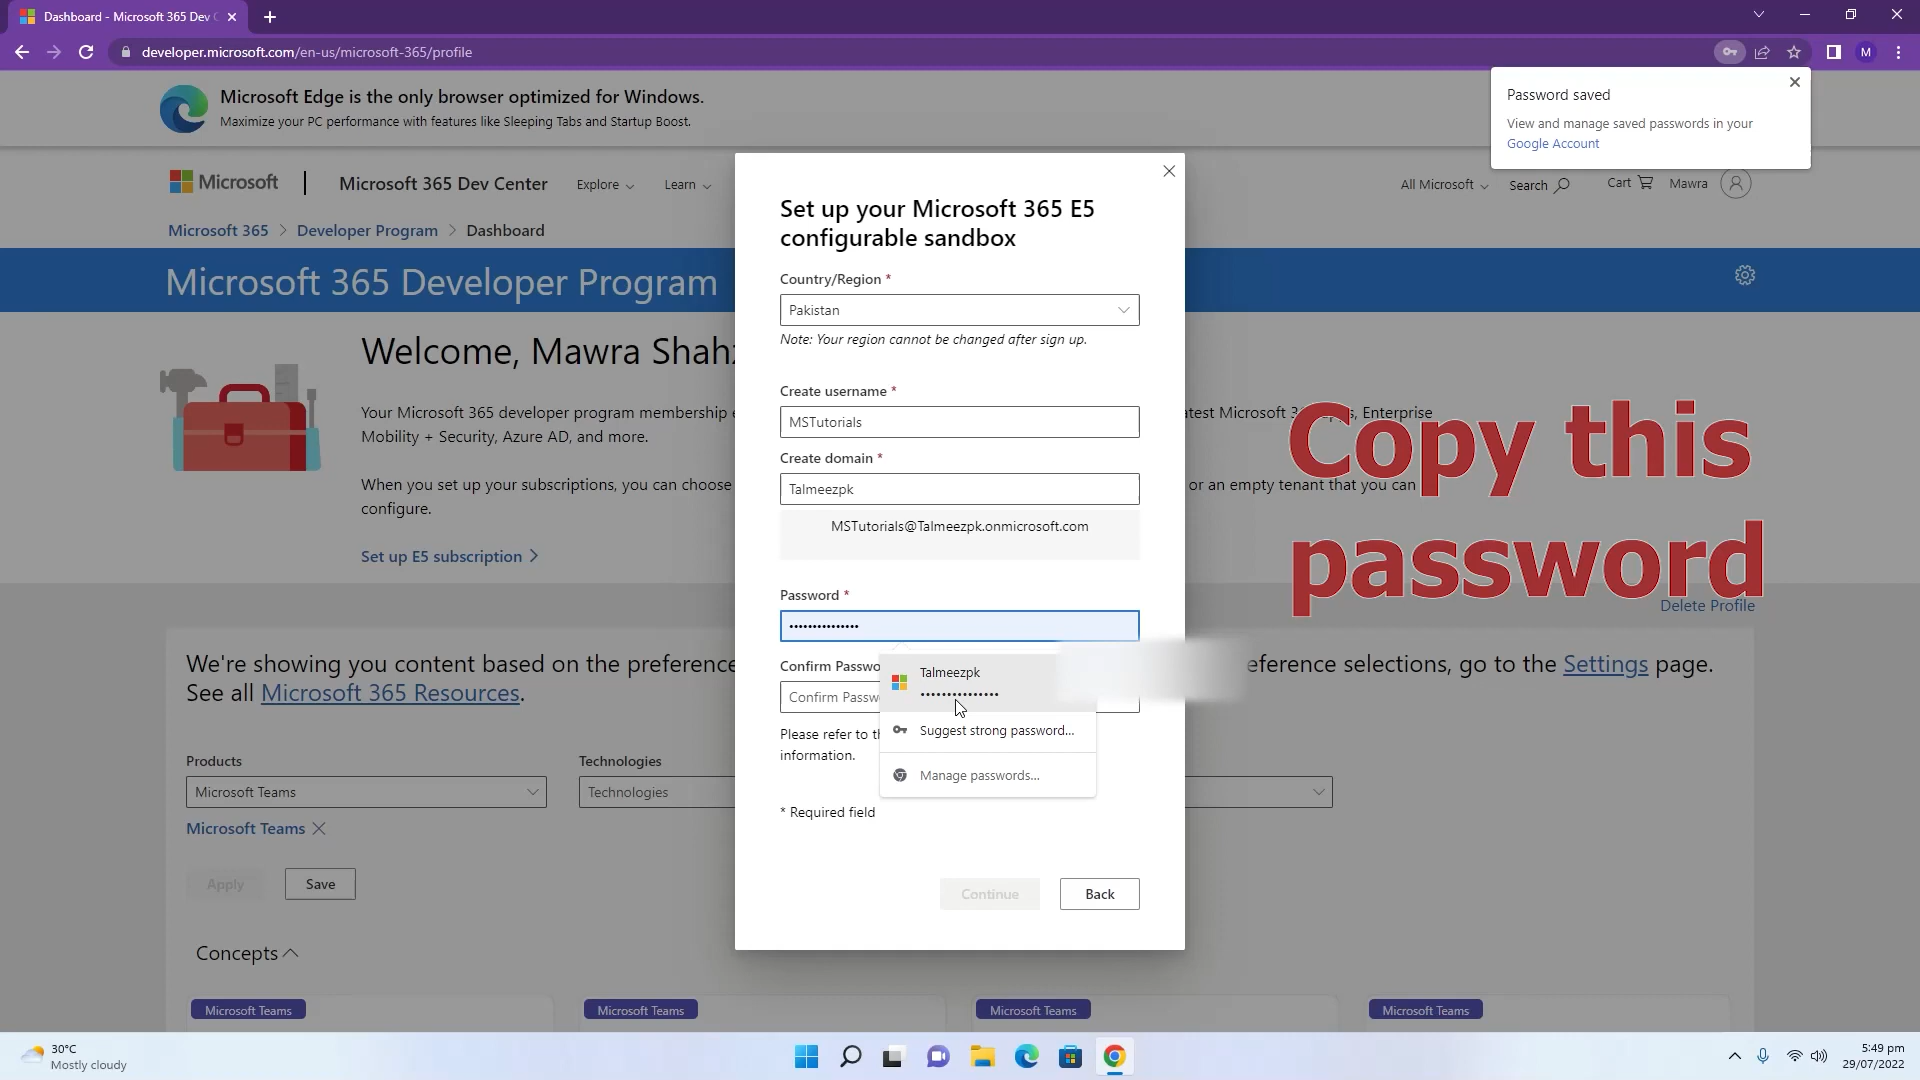 Dashboard - Microsoft 365 Dev C
developer.microsoft.com/en-us/microsoft-365/profile
M
Microsoft Edge is the only browser optimized for Windows.
Maximize your PC performance with features like Sleeping Tabs and Startup Boost.
Password saved
View and manage saved passwords in your
Google Account
Microsoft
Microsoft 365 Dev Center
Explore
Learn
All Microsoft
Search
Cart
Mawra
Microsoft 365 > Developer Program > Dashboard
Microsoft 365 Developer Program
Welcome, Mawra Shahz
Your Microsoft 365 developer program membership e
atest Microsoft 3
ps, Enterprise
Mobility + Security, Azure AD, and more.
When you set up your subscriptions, you can choose
or an empty tenant that you can
configure.
Set up E5 subscription >
Set up your Microsoft 365 E5
configurable sandbox
Country/Region *
Pakistan
Note: Your region cannot be changed after sign up.
Create username *
MSTutorials
Create domain *
Talmeezpk
MSTutorials@Talmeezpk.onmicrosoft.com
Password *
•••••••••••••••
Confirm Passwo
Confirm Passw
Talmeezpk
•••••••••••••••
Suggest strong password...
Manage passwords...
Please refer to th
information.
* Required field
Continue
Back
Copy this
password
Delete Profile
We're showing you content based on the preference
eference selections, go to the Settings page.
See all Microsoft 365 Resources.
Products
Microsoft Teams
Technologies
Technologies
Microsoft Teams
Apply
Save
Concepts
Microsoft Teams
Microsoft Teams
Microsoft Teams
Microsoft Teams
30°C
Mostly cloudy
5:49 pm
29/07/2022